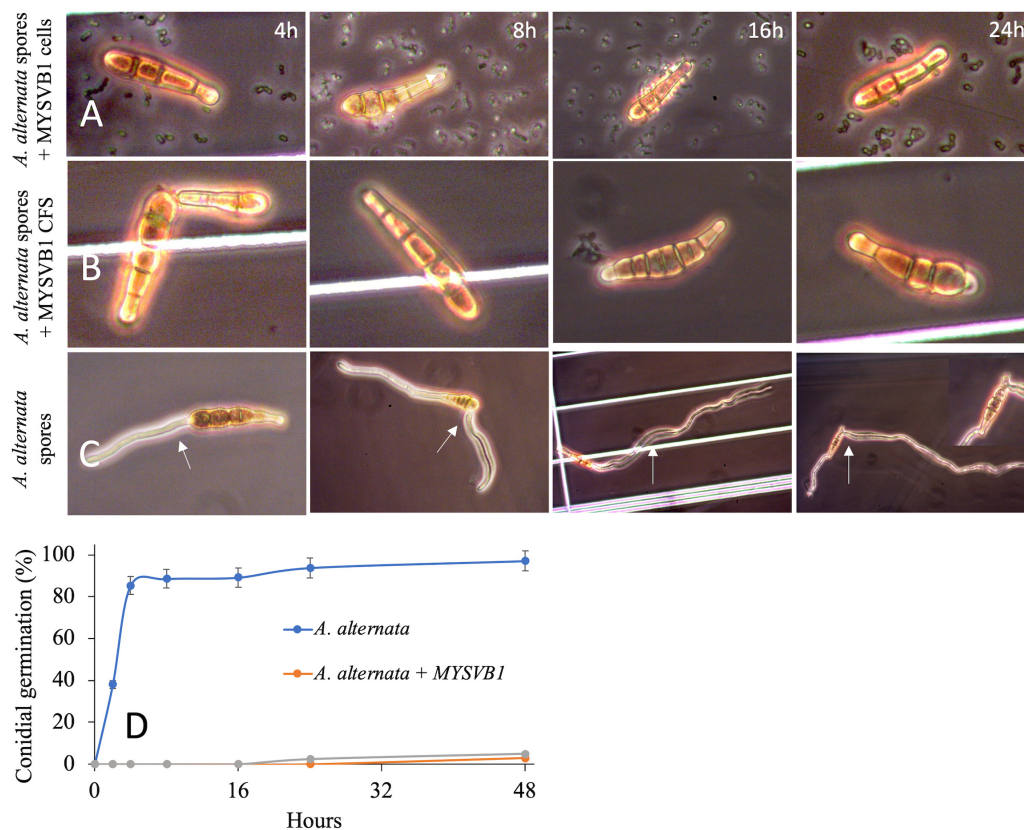 4h
8h
16h
24h
A. alternata spores
+ MYSVB1 cells
A
A. alternata spores
+ MYSVB1 CFS
B
A. alternata
spores
C
Conidial germination (%)
100
80
60
40
20
0
A. alternata
A. alternata + MYSVB1
D
0
16
32
48
Hours